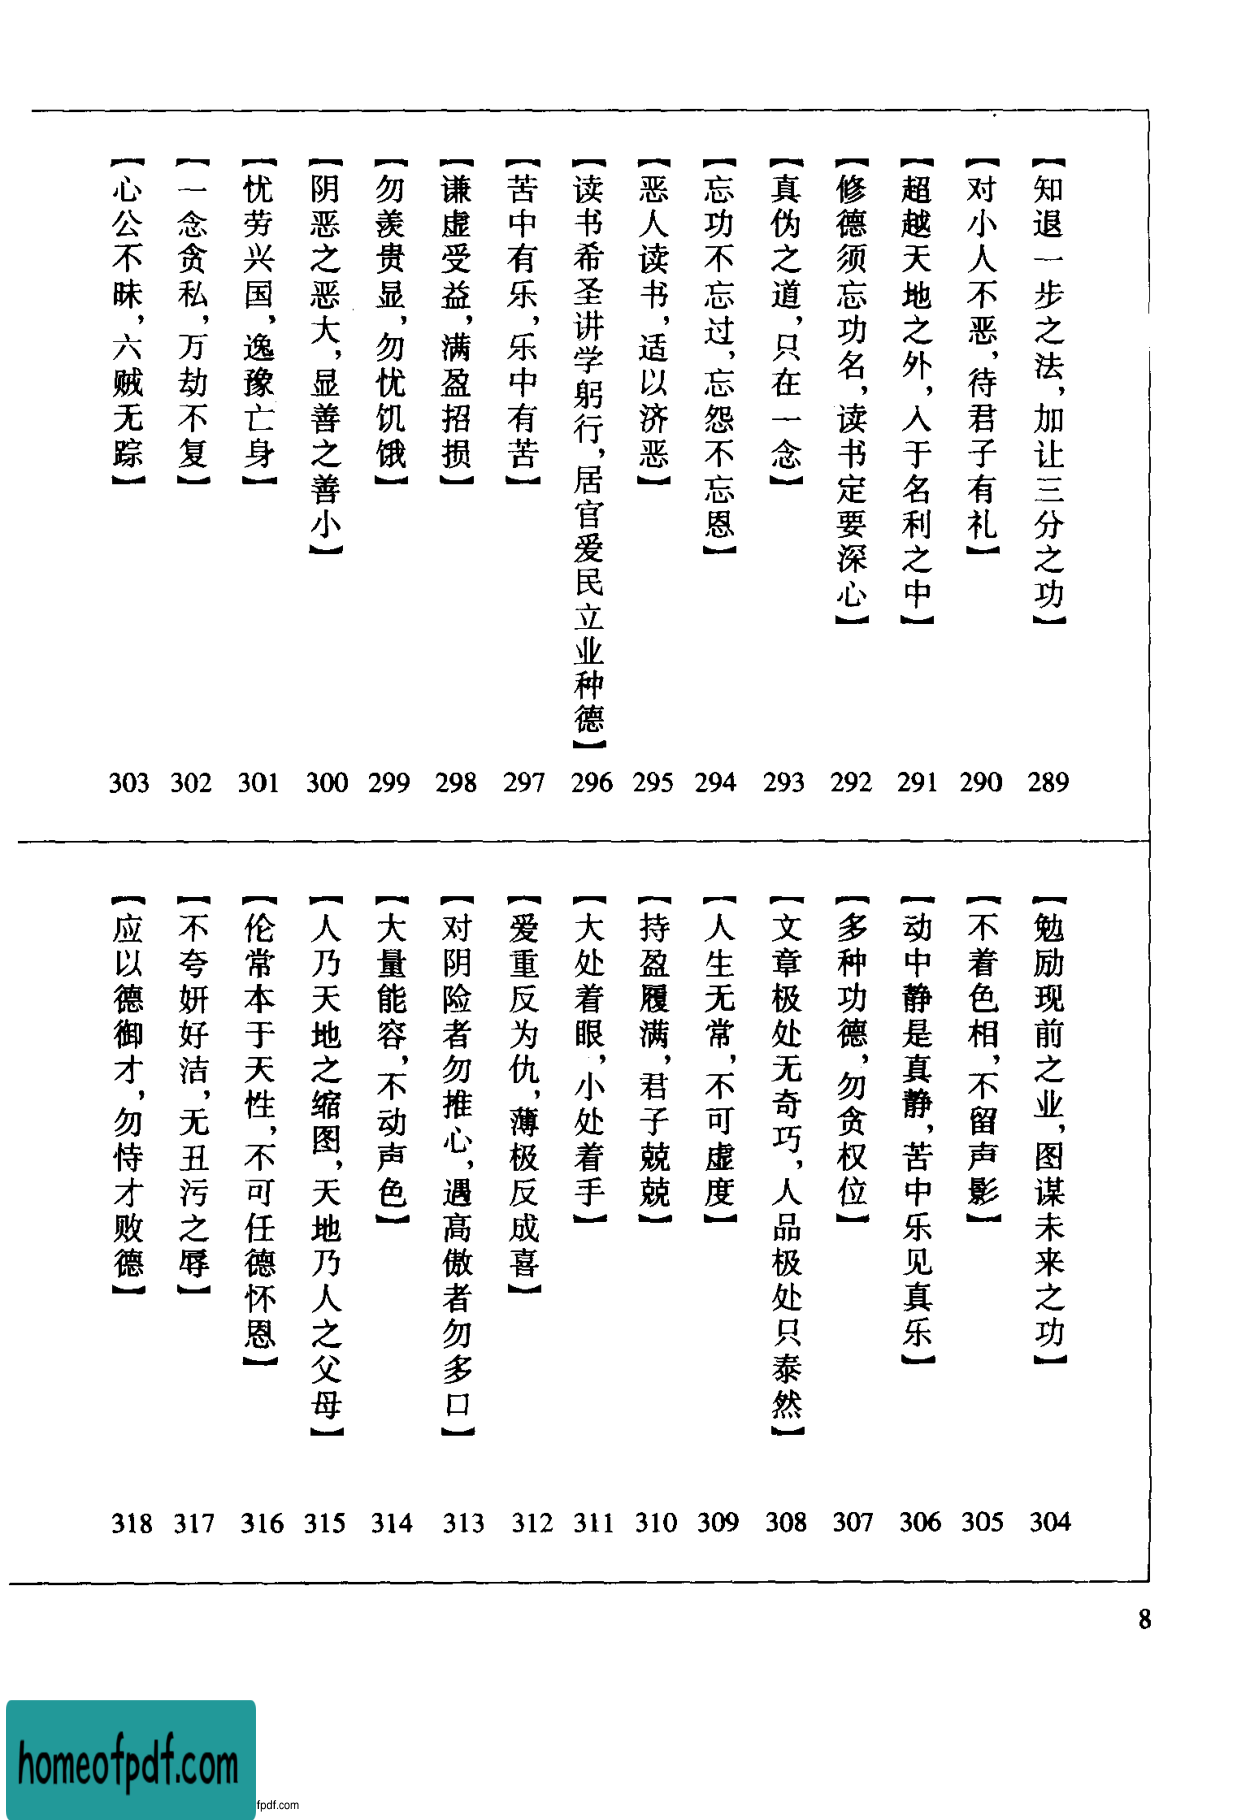 【知退一步之法，加让三分之功】 289
【对小人不恶，待君子有礼】 290
【超越天地之外，入于名利之中】 291
【修德须忘功名，读书定要深心】 292
【真伪之道，只在一念】 293
【忘功不忘过，忘怨不忘恩】 294
【恶人读书，适以济恶】 295
【读书希圣讲学躬行，居官爱民立业种德】 296
【苦中有乐，乐中有苦】 297
【谦虚受益，满盈招损】 298
【勿羡贵显，勿忧饥饿】 299
【阴恶之恶大，显善之善小】 300
【忧劳兴国，逸豫亡身】 301
【一念贪私，万劫不复】 302
【心公不昧，六贼无踪】 303
【勉励现前之业，图谋未来之功】 304
【不着色相，不留声影】 305
【动中静是真静，苦中乐见真乐】 306
【多种功德，勿贪权位】 307
【文章极处无奇巧，人品极处只泰然】 308
【人生无常，不可虚度】 309
【持盈履满，君子兢兢】 310
【大处着眼，小处着手】 311
【爱重反为仇，薄极反成喜】 312
【对阴险者勿推心，遇高傲者勿多口】 313
【大量能容，不动声色】 314
【人乃天地之缩图，天地乃人之父母】 315
【伦常本于天性，不可任德怀恩】 316
【不夸妍好洁，无丑污之辱】 317
【应以德御才，勿恃才败德】 318
8
homeofpdf.com
fpdf.com